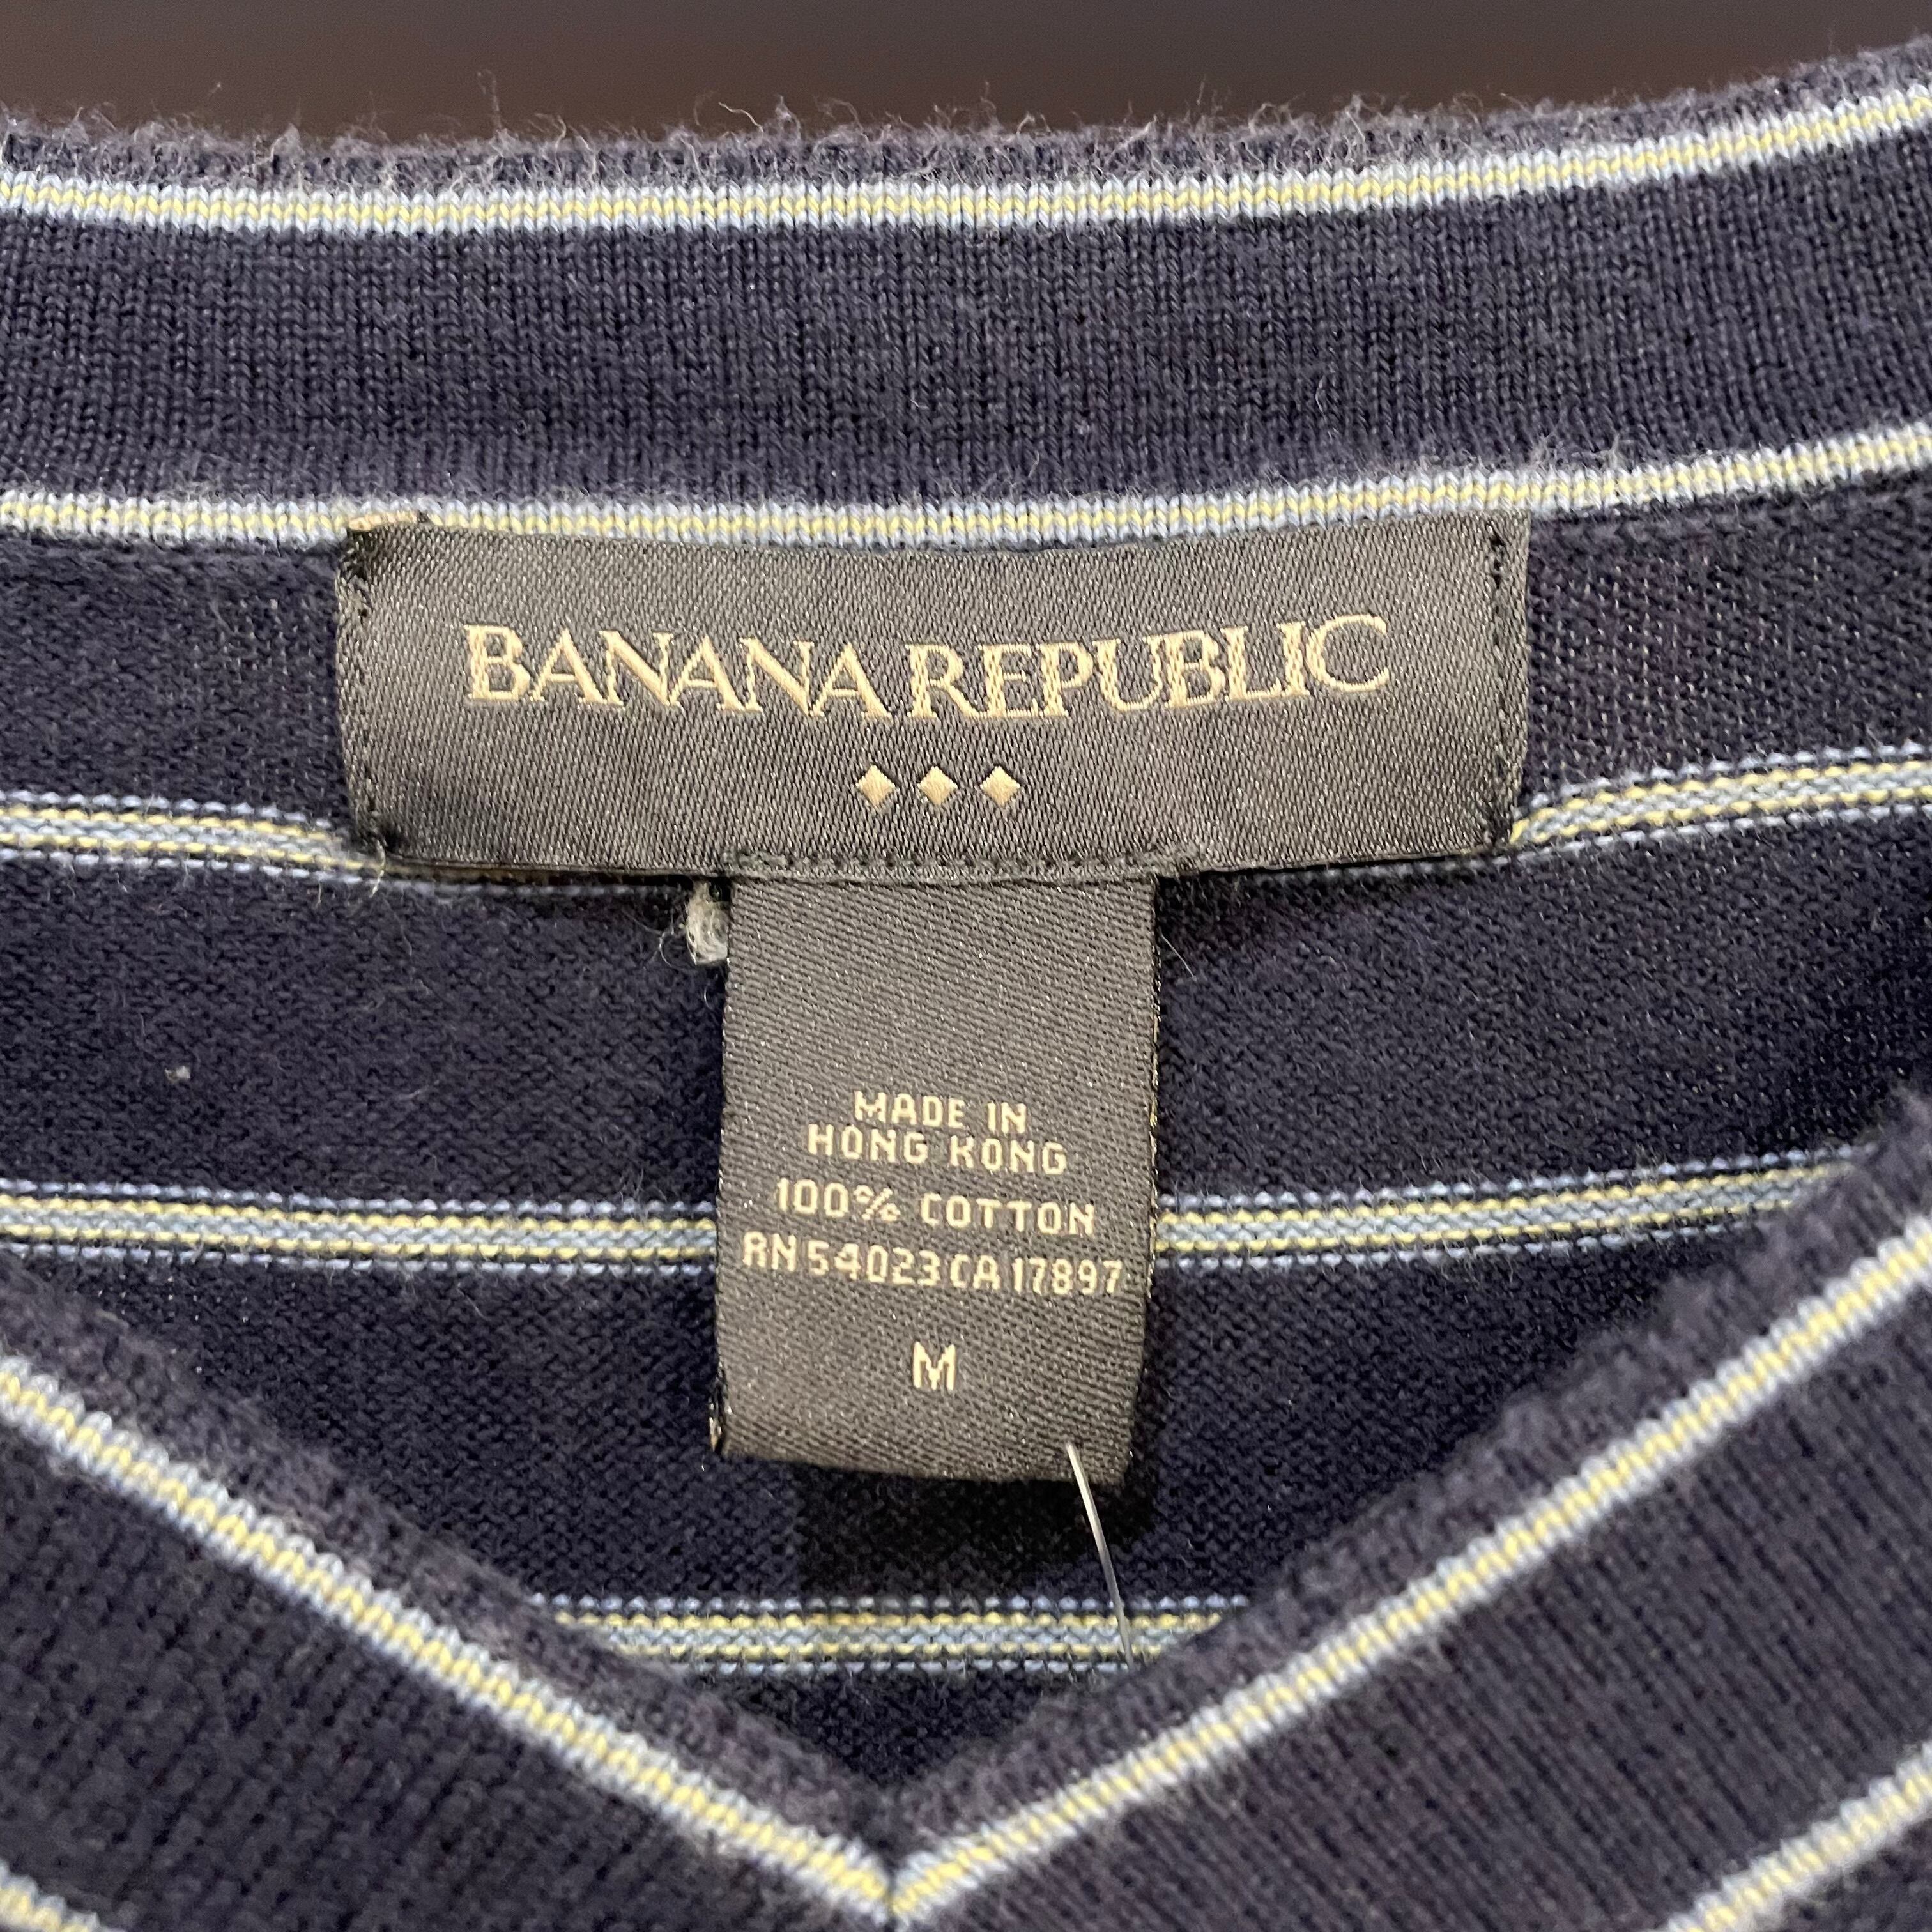 BANANA REPUBLIC
MADE IN
HONG KONG
100% COTTON
RN 54023 CA 17897
M